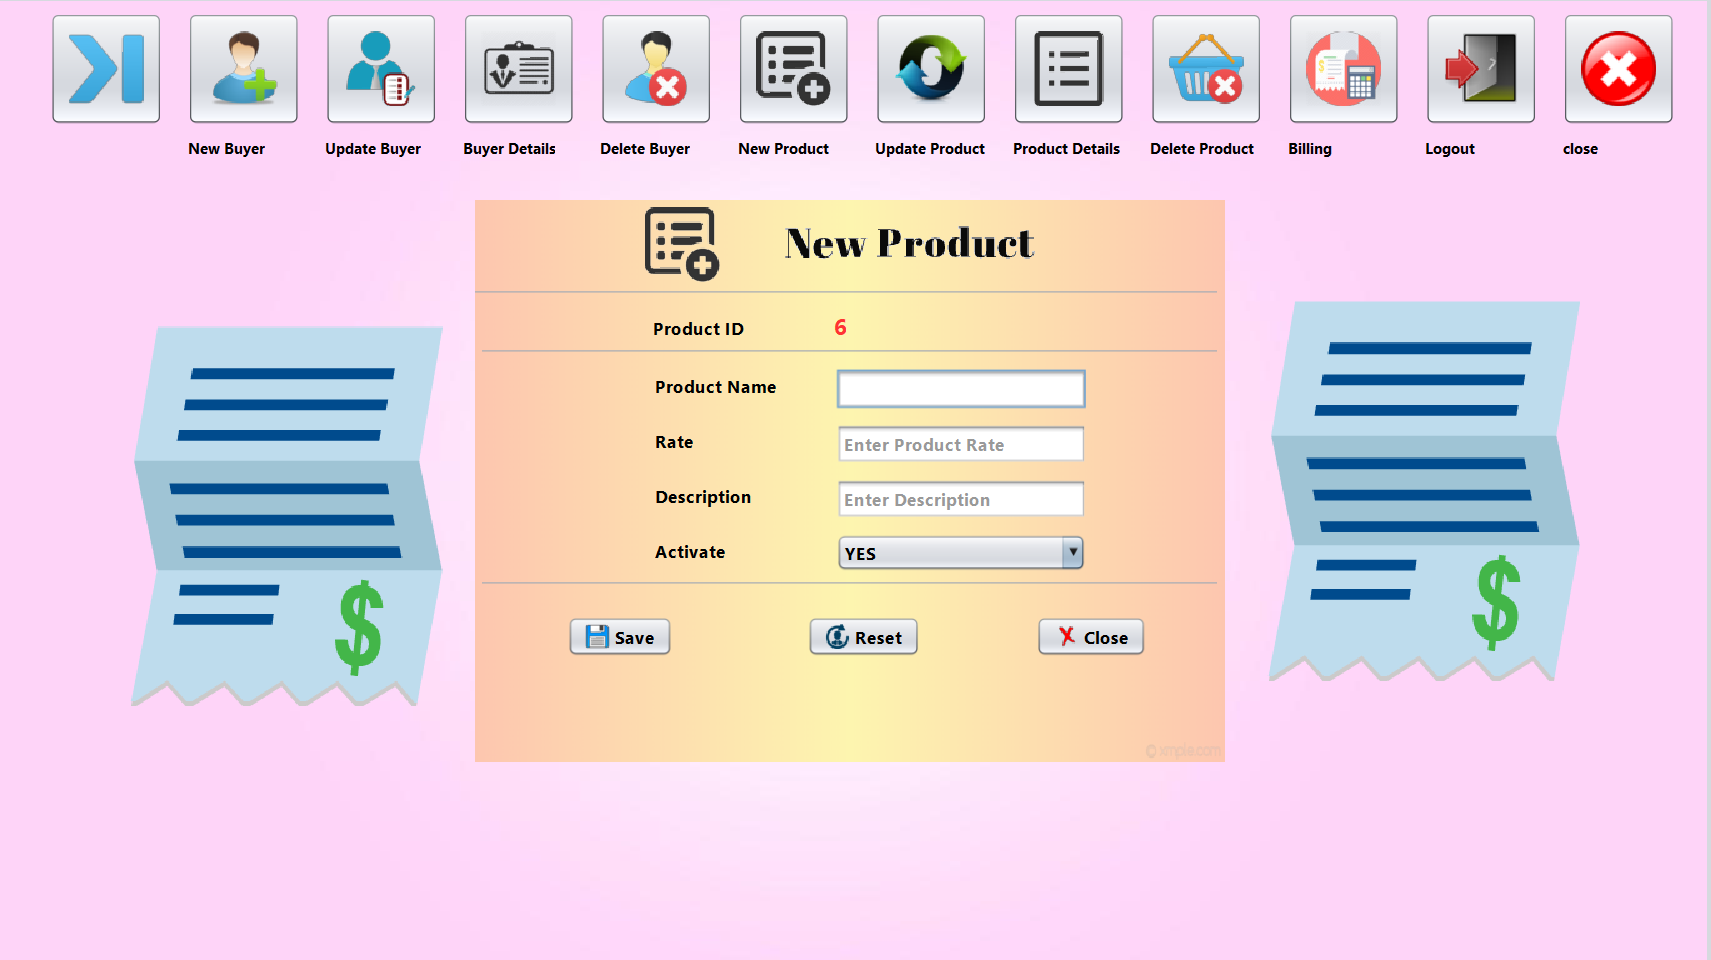 New Buyer
Update Buyer
Buyer Details
Delete Buyer
New Product
Update Product
Product Details
Delete Product
Billing
Logout
close
New Product
Product ID
6
Product Name
Rate
Enter Product Rate
Description
Enter Description
Activate
YES
Save
Reset
Close